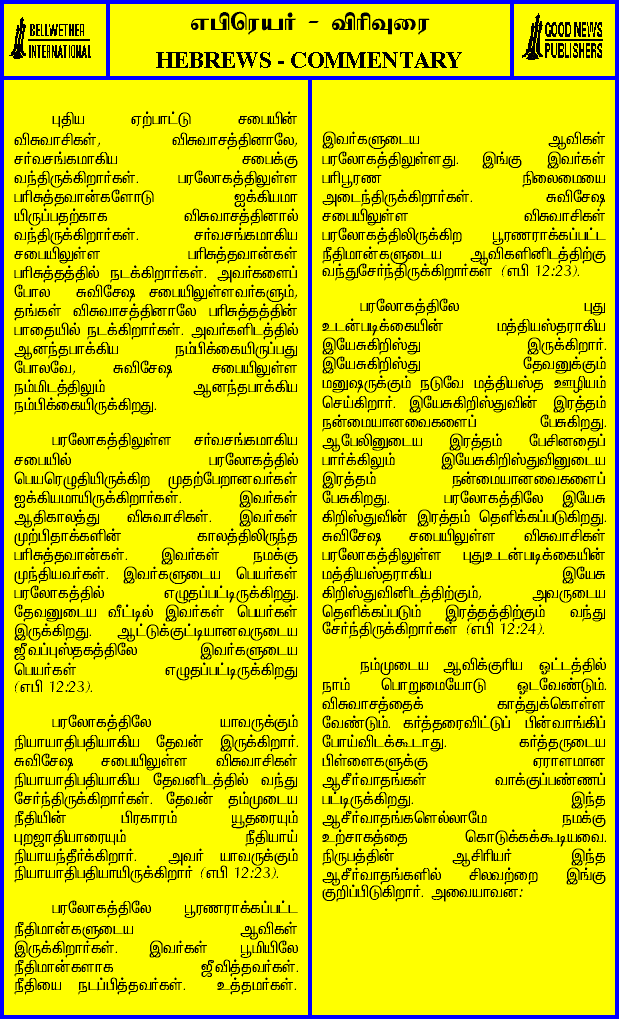 BELLWETHER
INTERNATIONAL
எபிரெயர் - விரிவுரை
HEBREWS - COMMENTARY
GOOD NEWS
PUBLISHERS
புதிய ஏற்பாட்டு சபையின்
விசுவாசிகள், விசுவாசத்தினாலே,
சர்வசங்கமாகிய சபைக்கு
வந்திருக்கிறார்கள். பரலோகத்திலுள்ள
பரிசுத்தவான்களோடு ஐக்கியமா
யிருப்பதற்காக விசுவாசத்தினால்
வந்திருக்கிறார்கள். சர்வசங்கமாகிய
சபையிலுள்ள பரிசுத்தவான்கள்
பரிசுத்தத்தில் நடக்கிறார்கள். அவர்களைப்
போல சுவிசேஷ சபையிலுள்ளவர்களும்,
தங்கள் விசுவாசத்தினாலே பரிசுத்தத்தின்
பாதையில் நடக்கிறார்கள். அவர்களிடத்தில்
ஆனந்தபாக்கிய நம்பிக்கையிருப்பது
போலவே, சுவிசேஷ சபையிலுள்ள
நம்மிடத்திலும் ஆனந்தபாக்கிய
நம்பிக்கையிருக்கிறது.
பரலோகத்திலுள்ள சர்வசங்கமாகிய
சபையில் பரலோகத்தில்
பெயரெழுதியிருக்கிற முதற்பேறானவர்கள்
ஐக்கியமாயிருக்கிறார்கள். இவர்கள்
ஆதிகாலத்து விசுவாசிகள். இவர்கள்
முற்பிதாக்களின் காலத்திலிருந்த
பரிசுத்தவான்கள். இவர்கள் நமக்கு
முந்தியவர்கள். இவர்களுடைய பெயர்கள்
பரலோகத்தில் எழுதப்பட்டிருக்கிறது.
தேவனுடைய வீட்டில் இவர்கள் பெயர்கள்
இருக்கிறது. ஆட்டுக்குட்டியானவருடைய
ஜீவப்புஸ்தகத்திலே இவர்களுடைய
பெயர்கள் எழுதப்பட்டிருக்கிறது
(எபி 12:23).
பரலோகத்திலே யாவருக்கும்
நியாயாதிபதியாகிய தேவன் இருக்கிறார்.
சுவிசேஷ சபையிலுள்ள விசுவாசிகள்
நியாயாதிபதியாகிய தேவனிடத்தில் வந்து
சேர்ந்திருக்கிறார்கள். தேவன் தம்முடைய
நீதியின் பிரகாரம் யூதரையும்
புறஜாதியாரையும் நீதியாய்
நியாயந்தீர்க்கிறார். அவர் யாவருக்கும்
நியாயாதிபதியாயிருக்கிறார் (எபி 12:23).
பரலோகத்திலே பூரணராக்கப்பட்ட
நீதிமான்களுடைய ஆவிகள்
இருக்கிறார்கள். இவர்கள் பூமியிலே
நீதிமான்களாக ஜீவித்தவர்கள்.
நீதியை நடப்பித்தவர்கள். உத்தமர்கள்.
இவர்களுடைய ஆவிகள்
பரலோகத்திலுள்ளது. இங்கு இவர்கள்
பரிபூரண நிலைமையை
அடைந்திருக்கிறார்கள். சுவிசேஷ
சபையிலுள்ள விசுவாசிகள்
பரலோகத்திலிருக்கிற பூரணராக்கப்பட்ட
நீதிமான்களுடைய ஆவிகளினிடத்திற்கு
வந்துசேர்ந்திருக்கிறார்கள் (எபி 12:23).
பரலோகத்திலே புது
உடன்படிக்கையின் மத்தியஸ்தராகிய
இயேசுகிறிஸ்து இருக்கிறார்.
இயேசுகிறிஸ்து தேவனுக்கும்
மனுஷருக்கும் நடுவே மத்தியஸ்த ஊழியம்
செய்கிறார். இயேசுகிறிஸ்துவின் இரத்தம்
நன்மையானவைகளைப் பேசுகிறது.
ஆபேலினுடைய இரத்தம் பேசினதைப்
பார்க்கிலும் இயேசுகிறிஸ்துவினுடைய
இரத்தம் நன்மையானவைகளைப்
பேசுகிறது. பரலோகத்திலே இயேசு
கிறிஸ்துவின் இரத்தம் தெளிக்கப்படுகிறது.
சுவிசேஷ சபையிலுள்ள விசுவாசிகள்
பரலோகத்திலுள்ள புதுஉடன்படிக்கையின்
மத்தியஸ்தராகிய இயேசு
கிறிஸ்துவினிடத்திற்கும், அவருடைய
தெளிக்கப்படும் இரத்தத்திற்கும் வந்து
சேர்ந்திருக்கிறார்கள் (எபி 12:24).
நம்முடைய ஆவிக்குரிய ஓட்டத்தில்
நாம் பொறுமையோடு ஓடவேண்டும்.
விசுவாசத்தைக் காத்துக்கொள்ள
வேண்டும். கர்த்தரைவிட்டுப் பின்வாங்கிப்
போய்விடக்கூடாது. கர்த்தருடைய
பிள்ளைகளுக்கு ஏராளமான
ஆசீர்வாதங்கள் வாக்குப்பண்ணப்
பட்டிருக்கிறது. இந்த
ஆசீர்வாதங்களெல்லாமே நமக்கு
உற்சாகத்தை கொடுக்கக்கூடியவை.
நிருபத்தின் ஆசிரியர் இந்த
ஆசீர்வாதங்களில் சிலவற்றை இங்கு
குறிப்பிடுகிறார். அவையாவன: